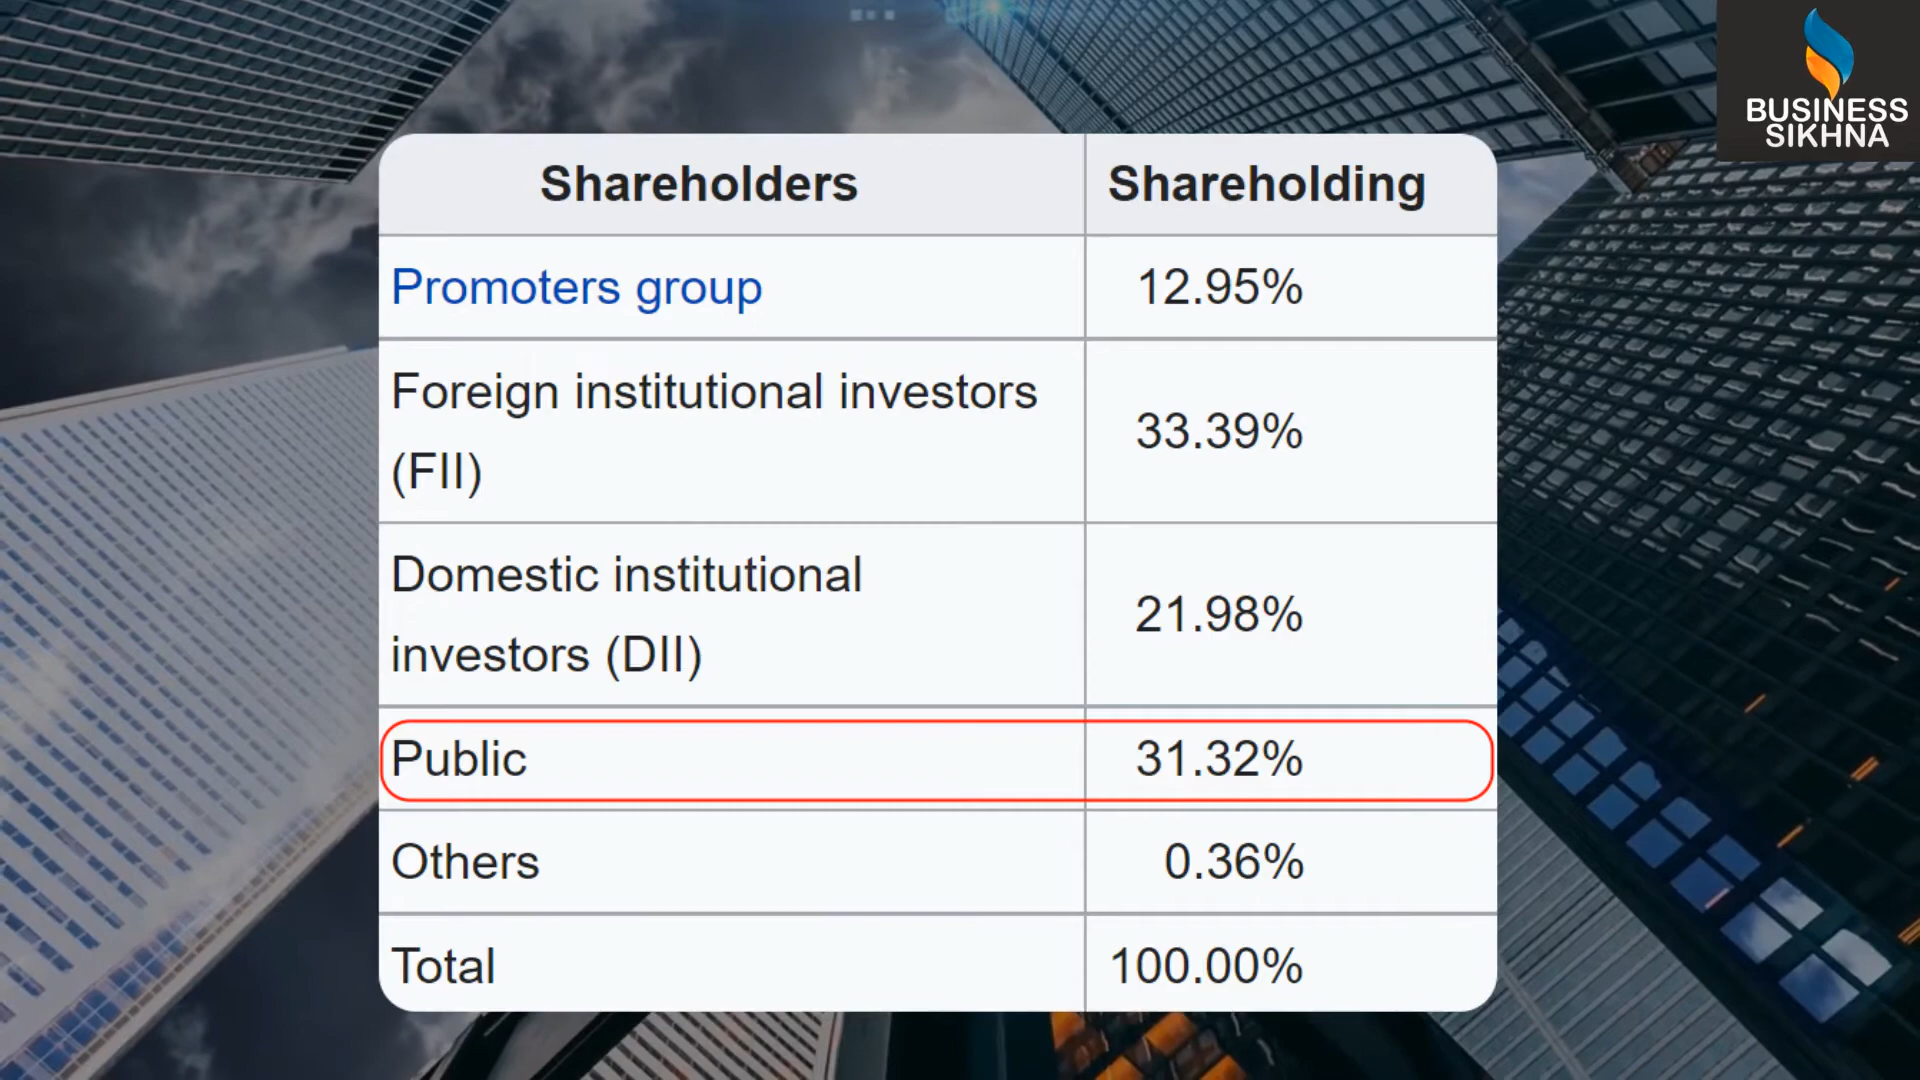 BUSINESS
SIKHNA
Shareholders Shareholding
Promoters group 12.95%
Foreign institutional investors
(FII) 33.39%
Domestic institutional
investors (DII) 21.98%
Public 31.32%
Others 0.36%
Total 100.00%